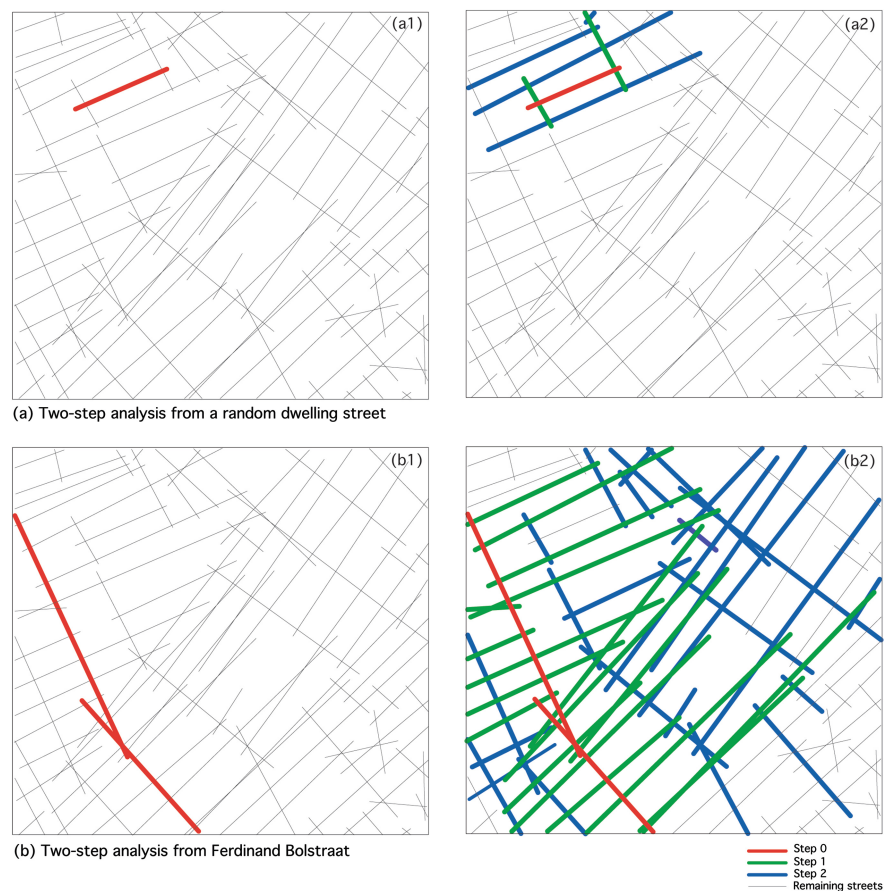 (a1)
(a2)
(a) Two-step analysis from a random dwelling street
(b1)
(b2)
(b) Two-step analysis from Ferdinand Bolstraat
Step 0
Step 1
Step 2
Remaining streets